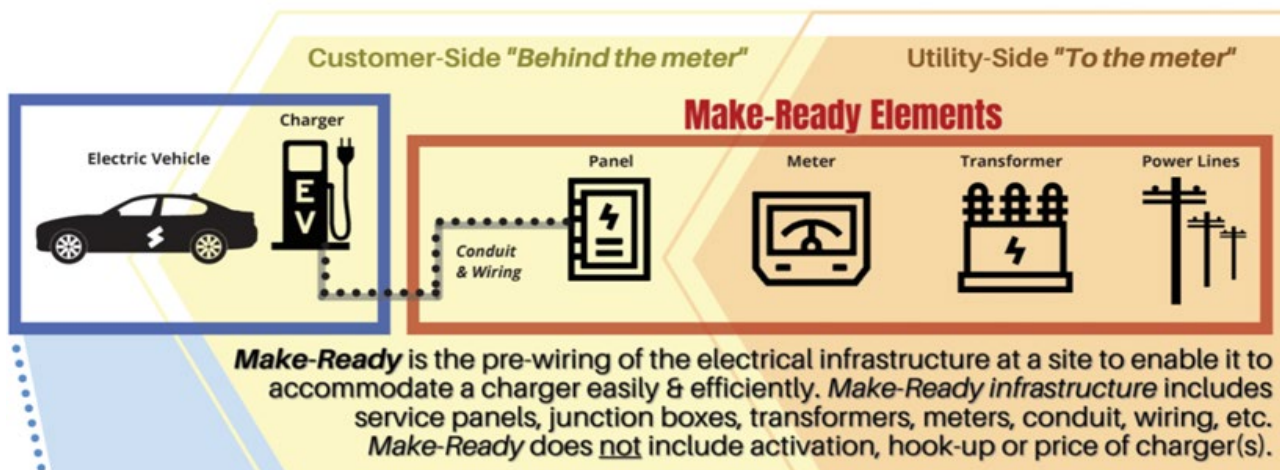 Customer-Side "Behind the meter"
Utility-Side "To the meter"
Make-Ready Elements
Electric Vehicle
Charger
E
V
Conduit
& Wiring
Panel
Meter
Transformer
Power Lines
Make-Ready is the pre-wiring of the electrical infrastructure at a site to enable it to
accommodate a charger easily & efficiently. Make-Ready infrastructure includes
service panels, junction boxes, transformers, meters, conduit, wiring, etc.
Make-Ready does not include activation, hook-up or price of charger(s).